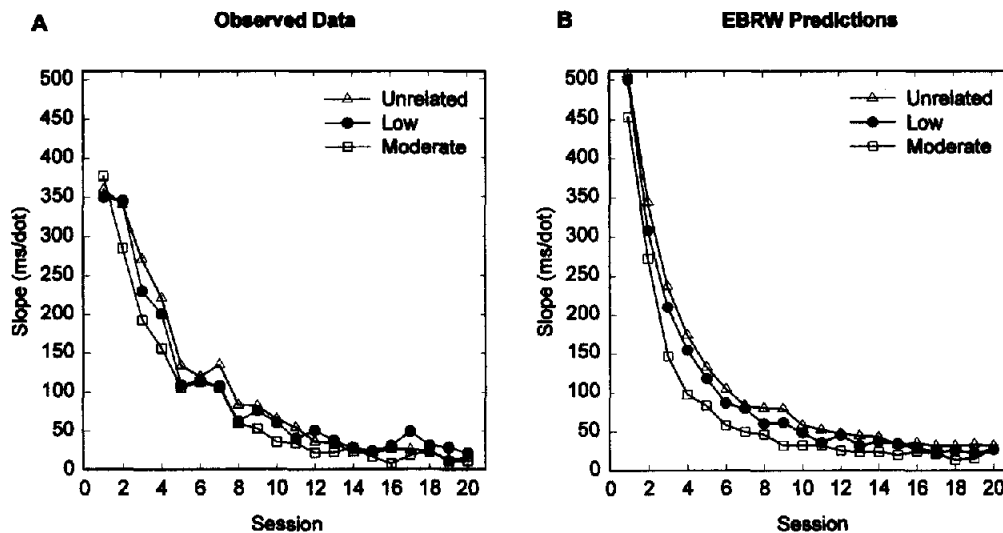 A
Observed Data
500
450
400
350
300
250
200
150
100
50
0
Slope (ms/dot)
Unrelated
Low
Moderate
0 2 4 6 8 10 12 14 16 18 20
Session
B
EBRW Predictions
500
450
400
350
300
250
200
150
100
50
0
Slope (ms/dot)
Unrelated
Low
Moderate
0 2 4 6 8 10 12 14 16 18 20
Session